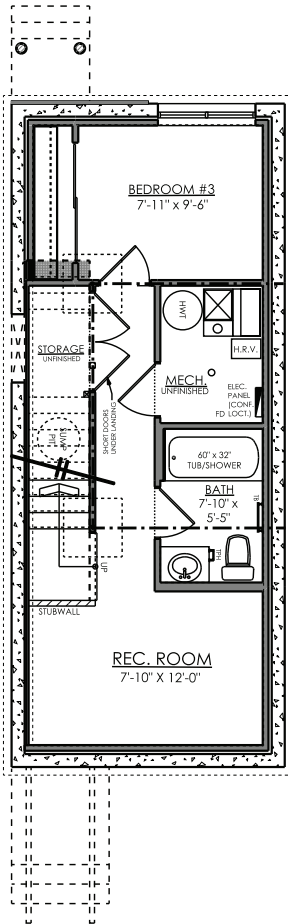 BEDROOM #3
7'-11" x 9'-6"
HWT
STORAGE
UNFINISHED
H.R.V.
MECH.
UNFINISHED
ELEC.
PANEL
(CONF.
FD LOCT.)
SHORT DOORS
UNDER LANDING
SUMP
PIT
60" x 32"
TUB/SHOWER
BATH
7'-10" x
5'-5"
TB
TPH
UP
STUBWALL
REC. ROOM
7'-10" X 12'-0"